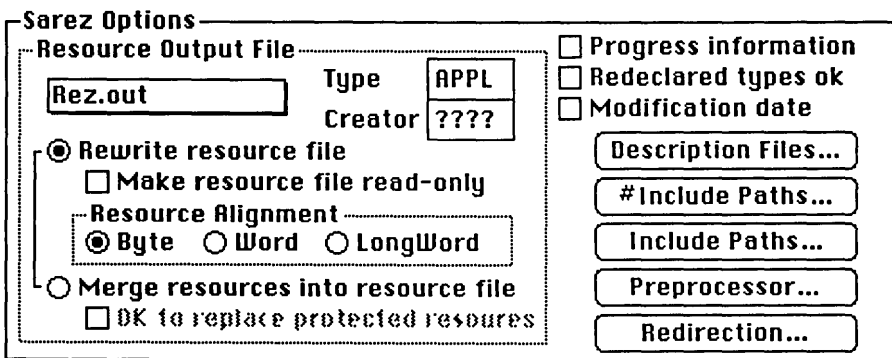 Sarez Options
Resource Output File
Rez.out
Type APPL
Creator ????
Rewrite resource file
Make resource file read-only
Resource Alignment
Byte Word LongWord
Merge resources into resource file
OK to replace protected resoures
Progress information
Redeclared types ok
Modification date
Description Files...
#Include Paths...
Include Paths...
Preprocessor...
Redirection...